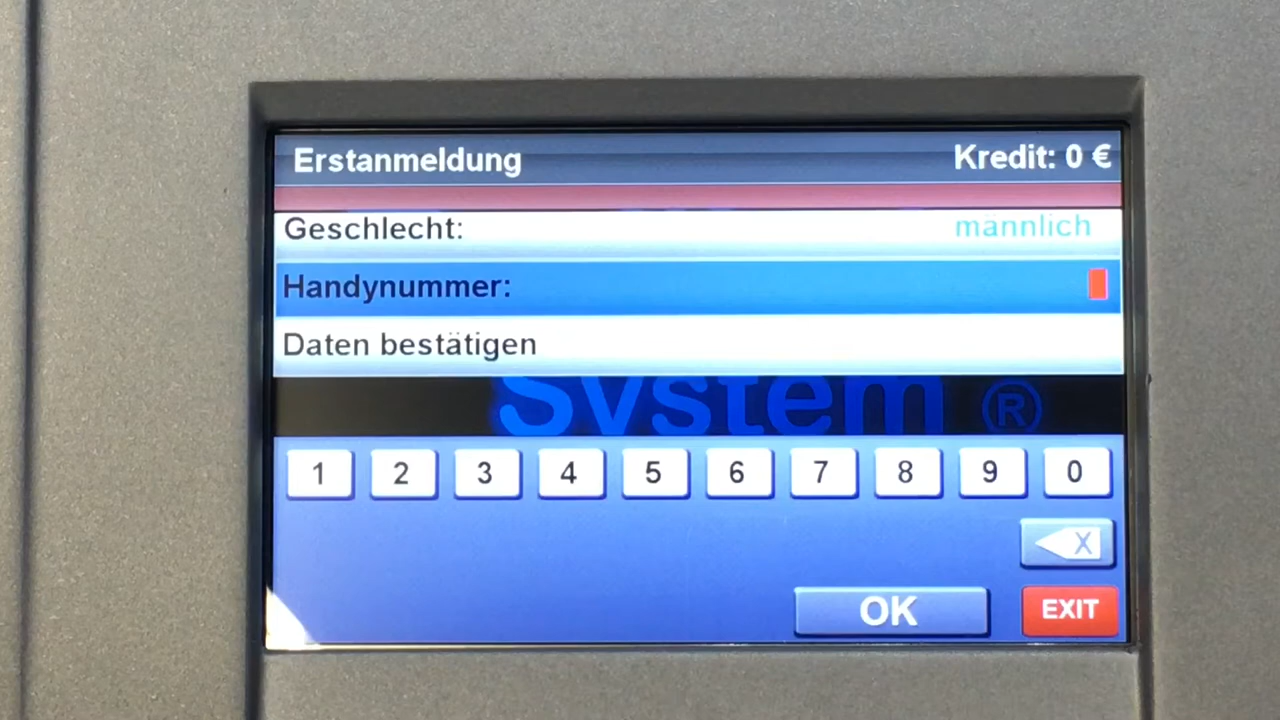 Erstanmeldung Kredit: 0 €
Geschlecht: männlich
Handynummer:
Daten bestätigen
System ®
1 2 3 4 5 6 7 8 9 0
X
OK EXIT